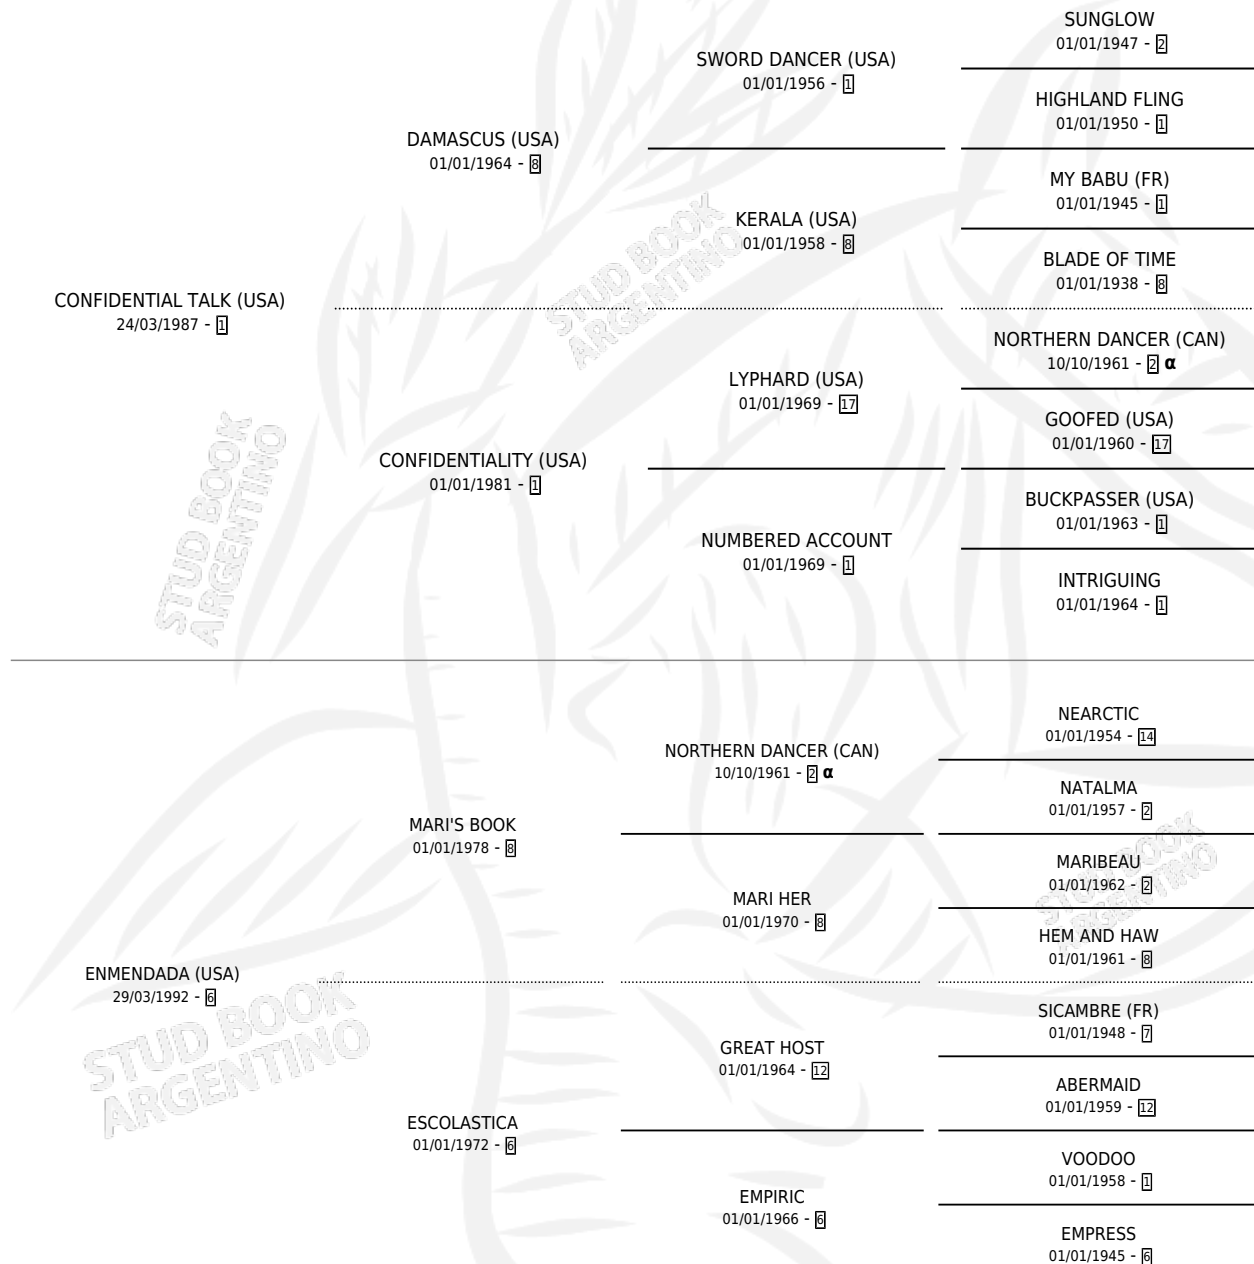 SUNGLOW
01/01/1947 - 2
SWORD DANCER (USA)
01/01/1956 - 1
HIGHLAND FLING
01/01/1950 - 1
DAMASCUS (USA)
01/01/1964 - 8
MY BABU (FR)
01/01/1945 - 1
KERALA (USA)
01/01/1958 - 8
BLADE OF TIME
01/01/1938 - 8
CONFIDENTIAL TALK (USA)
24/03/1987 - 1
NORTHERN DANCER (CAN)
10/10/1961 - 2 α
LYPHARD (USA)
01/01/1969 - 17
GOOFED (USA)
01/01/1960 - 17
CONFIDENTIALITY (USA)
01/01/1981 - 1
BUCKPASSER (USA)
01/01/1963 - 1
NUMBERED ACCOUNT
01/01/1969 - 1
INTRIGUING
01/01/1964 - 1
NEARCTIC
01/01/1954 - 14
NORTHERN DANCER (CAN)
10/10/1961 - 2 α
NATALMA
01/01/1957 - 2
MARI'S BOOK
01/01/1978 - 8
MARIBEAU
01/01/1962 - 2
MARI HER
01/01/1970 - 8
HEM AND HAW
01/01/1961 - 8
ENMENDADA (USA)
29/03/1992 - 6
SICAMBRE (FR)
01/01/1948 - 7
GREAT HOST
01/01/1964 - 12
ABERMAID
01/01/1959 - 12
ESCOLASTICA
01/01/1972 - 6
VOODOO
01/01/1958 - 1
EMPIRIC
01/01/1966 - 6
EMPRESS
01/01/1945 - 6
STUD BOOK
ARGENTINO
STUD BOOK
ARGENTINO
STUD BOOK
ARGENTINO
STUD BOOK
ARGENTINO